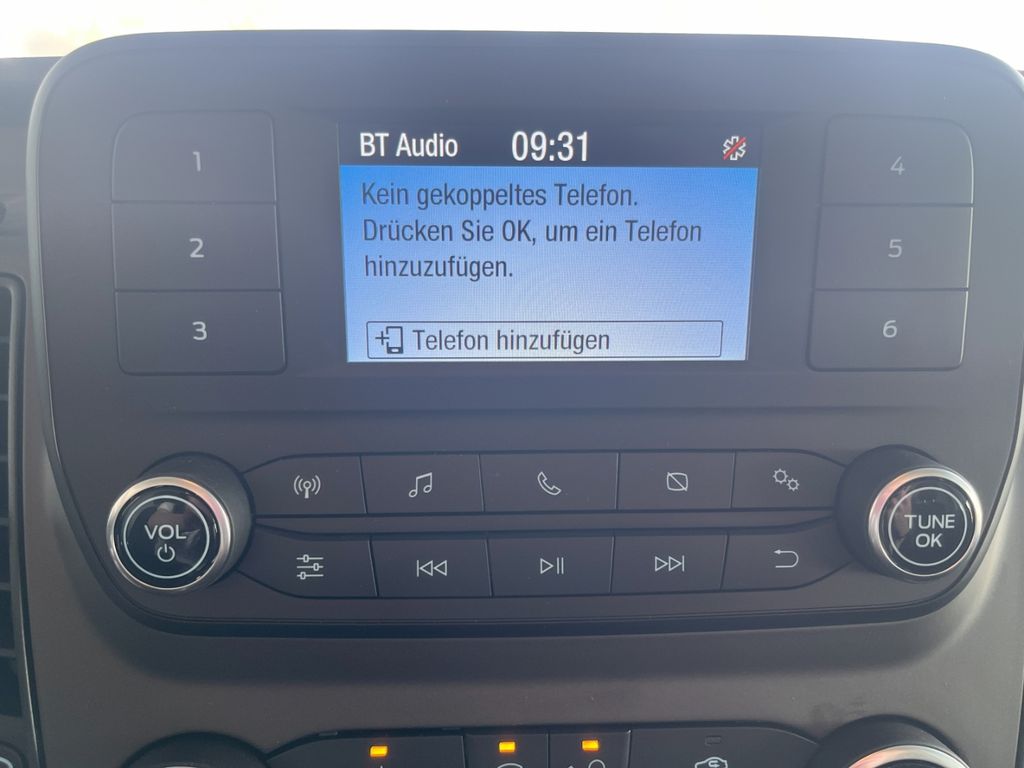 BT Audio 09:31
Kein gekoppeltes Telefon.
Drücken Sie OK, um ein Telefon
hinzuzufügen.
Telefon hinzufügen
1
2
3
4
5
6
VOL
TUNE
OK